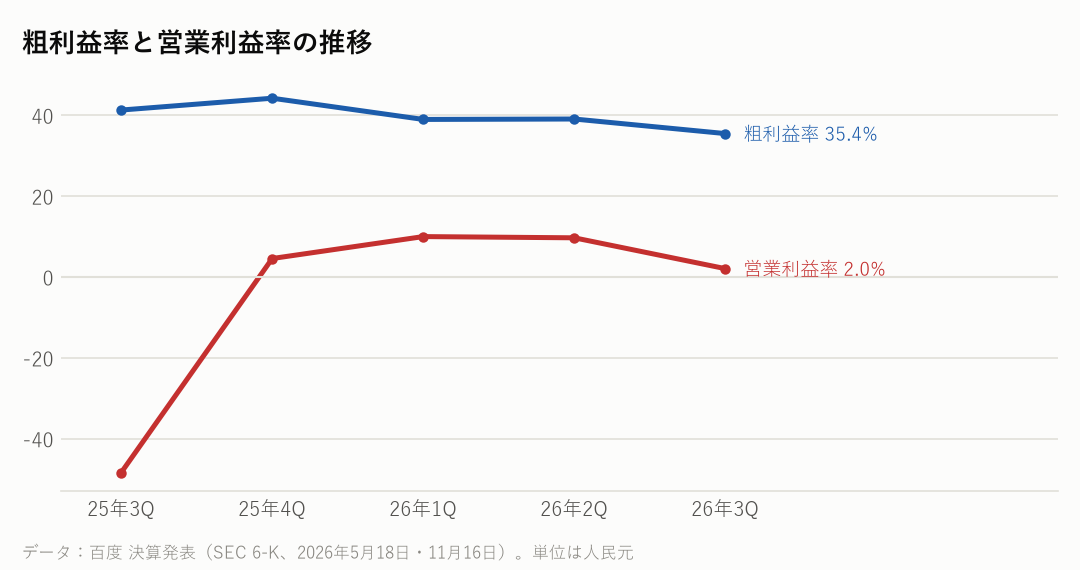 粗利益率と営業利益率の推移
40
20
0
-20
-40
粗利益率 35.4%
営業利益率 2.0%
25年3Q 25年4Q 26年1Q 26年2Q 26年3Q
データ：百度 決算発表（SEC 6-K、2026年5月18日・11月16日）。単位は人民元